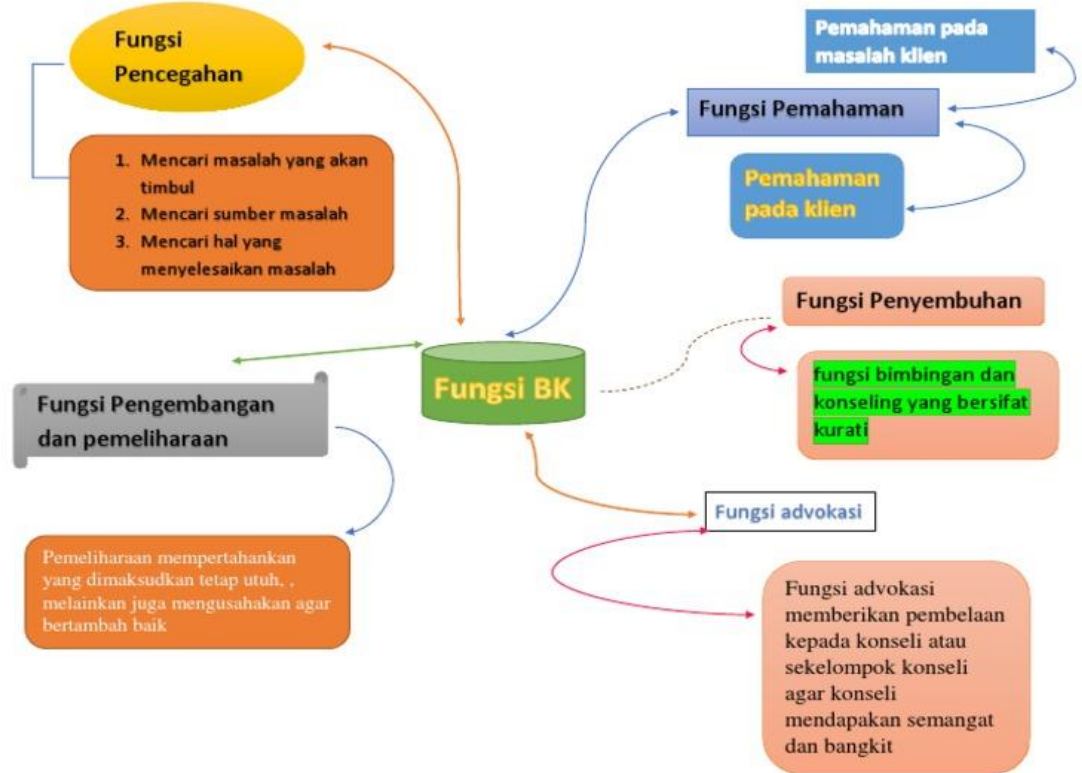 Fungsi
Pencegahan
1. Mencari masalah yang akan
timbul
2. Mencari sumber masalah
3. Mencari hal yang
menyelesaikan masalah
Pemahaman pada
masalah klien
Fungsi Pemahaman
Pemahaman
pada klien
Fungsi Penyembuhan
fungsi bimbingan dan
konseling yang bersifat
kurati
Fungsi BK
Fungsi Pengembangan
dan pemeliharaan
Pemeliharaan mempertahankan
yang dimaksudkan tetap utuh, ,
melainkan juga mengusahakan agar
bertambah baik
Fungsi advokasi
Fungsi advokasi
memberikan pembelaan
kepada konseli atau
sekelompok konseli
agar konseli
mendapakan semangat
dan bangkit